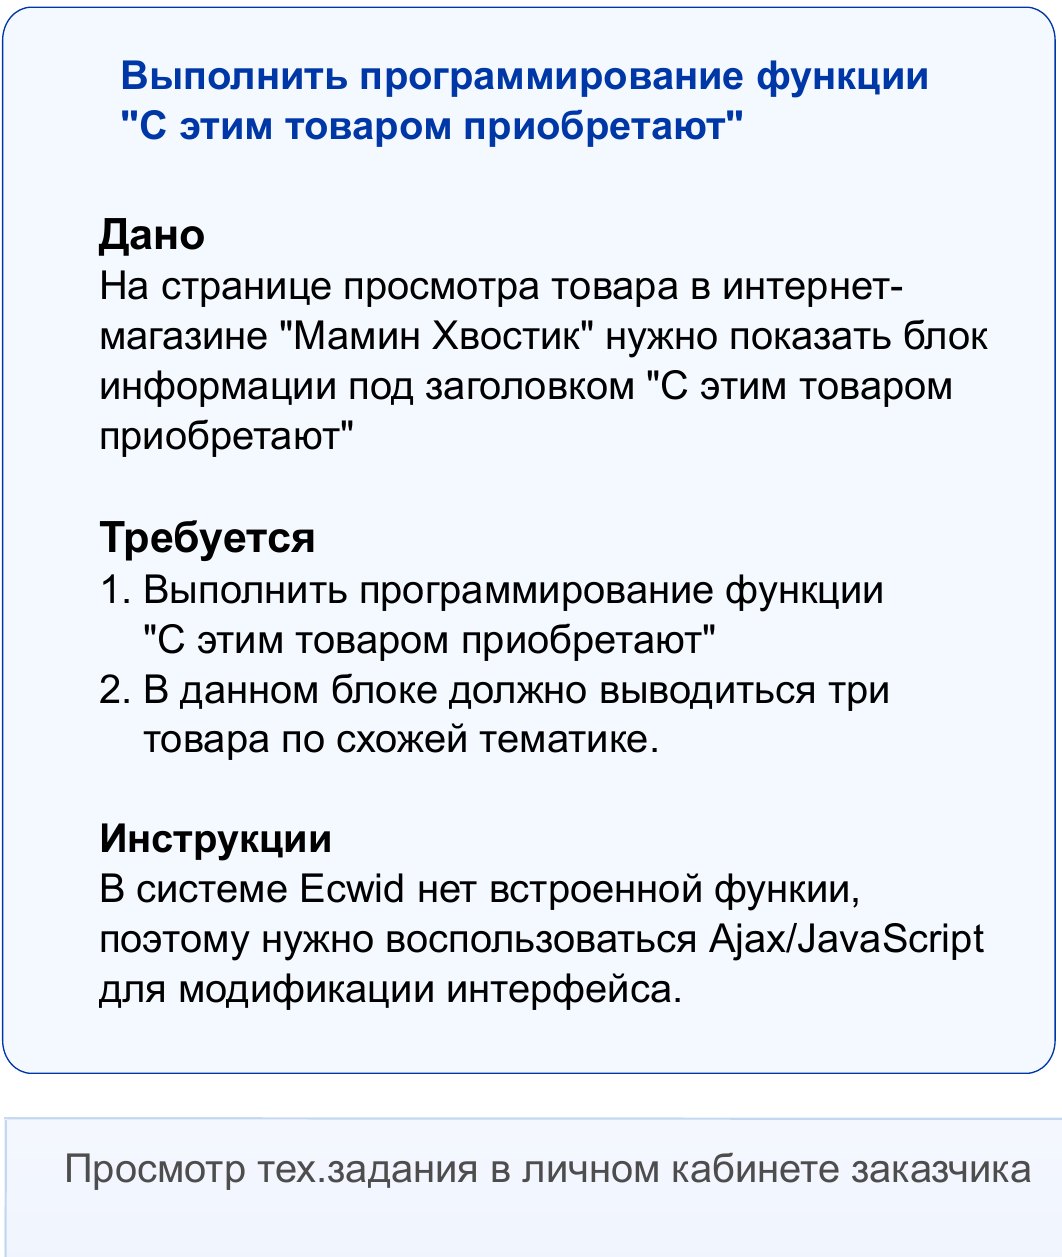 Выполнить программирование функции
"С этим товаром приобретают"
Дано
На странице просмотра товара в интернет-
магазине "Мамин Хвостик" нужно показать блок
информации под заголовком "С этим товаром
приобретают"
Требуется
1. Выполнить программирование функции
"С этим товаром приобретают"
2. В данном блоке должно выводиться три
товара по схожей тематике.
Инструкции
В системе Ecwid нет встроенной функии,
поэтому нужно воспользоваться Ajax/JavaScript
для модификации интерфейса.
Просмотр тех.задания в личном кабинете заказчика